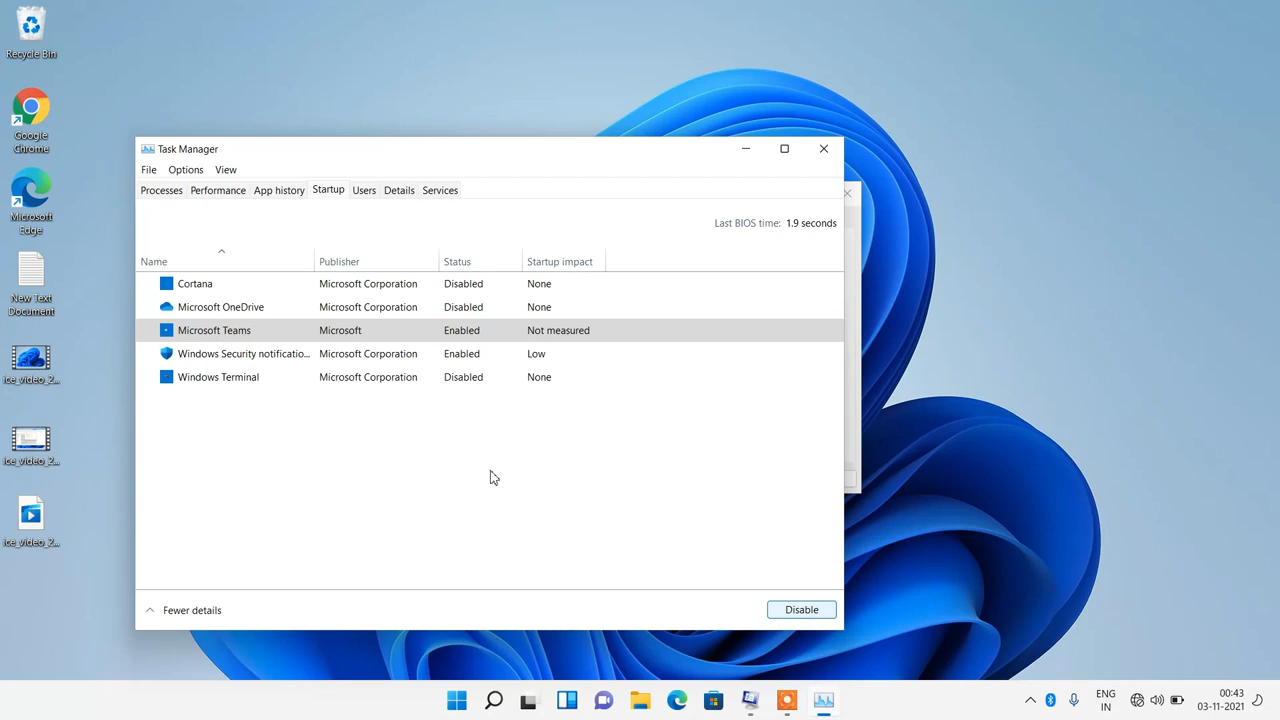 Recycle Bin
Google
Chrome
Microsoft
Edge
New Text
Document
ice_video_2...
ice_video_2...
ice_video_2...
Task Manager
File Options View
Processes Performance App history Startup Users Details Services
Last BIOS time: 1.9 seconds
Name Publisher Status Startup impact
Cortana Microsoft Corporation Disabled None
Microsoft OneDrive Microsoft Corporation Disabled None
Microsoft Teams Microsoft Enabled Not measured
Windows Security notificatio... Microsoft Corporation Enabled Low
Windows Terminal Microsoft Corporation Disabled None
Fewer details Disable
ENG
IN
00:43
03-11-2021